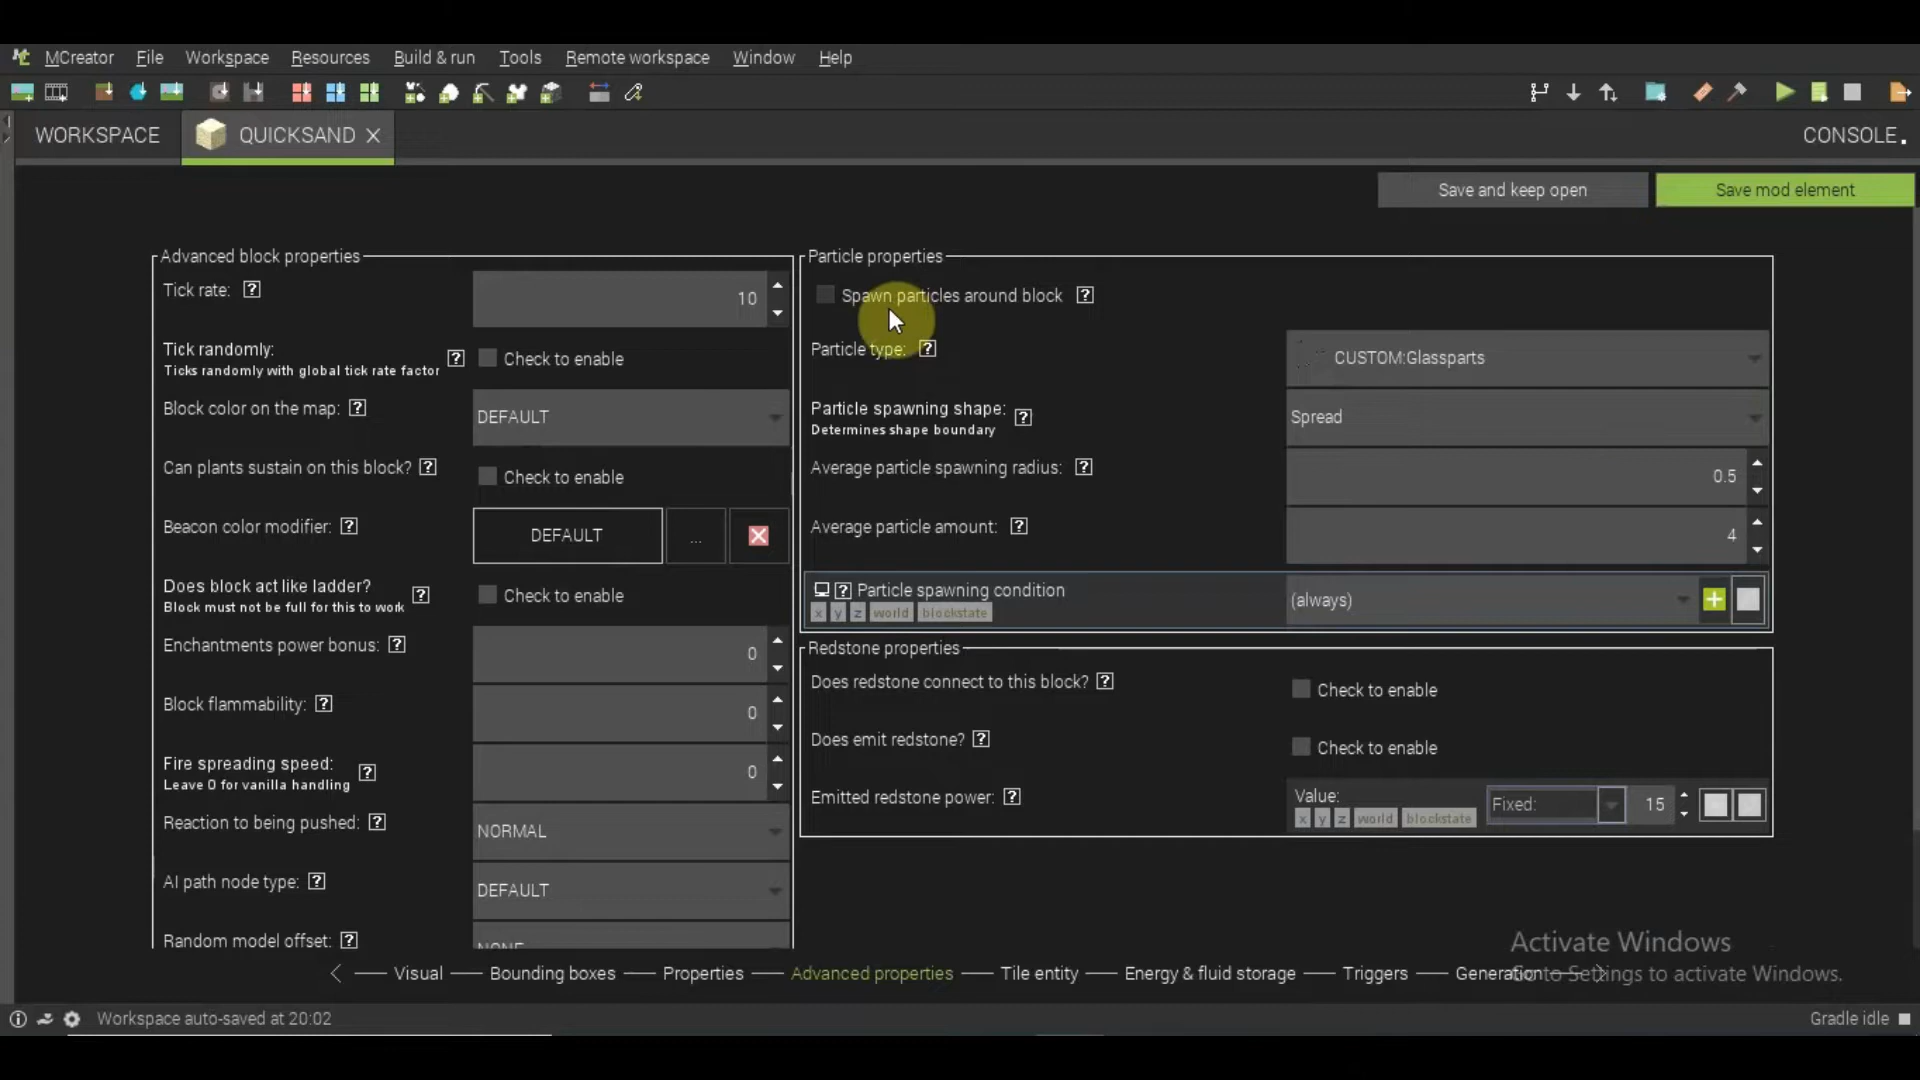 MCreator File Workspace Resources Build & run Tools Remote workspace Window Help
WORKSPACE QUICKSAND CONSOLE
Save and keep open Save mod element
Advanced block properties
Tick rate: ? 10
Tick randomly: ? Check to enable
Ticks randomly with global tick rate factor
Block color on the map: ? DEFAULT
Can plants sustain on this block? ? Check to enable
Beacon color modifier: ? DEFAULT ...
Does block act like ladder? ? Check to enable
Block must not be full for this to work
Enchantments power bonus: ? 0
Block flammability: ? 0
Fire spreading speed: ? 0
Leave 0 for vanilla handling
Reaction to being pushed: ? NORMAL
AI path node type: ? DEFAULT
Random model offset: ? NONE
Particle properties
Spawn particles around block ?
Particle type: ? CUSTOM:Glassparts
Particle spawning shape: ? Spread
Determines shape boundary
Average particle spawning radius: ? 0.5
Average particle amount: ? 4
? Particle spawning condition (always)
x y z world blockstate
Redstone properties
Does redstone connect to this block? ? Check to enable
Does emit redstone? ? Check to enable
Emitted redstone power: ? Value: Fixed: 15
x y z world blockstate
Activate Windows
Go to Settings to activate Windows.
Visual Bounding boxes Properties Advanced properties Tile entity Energy & fluid storage Triggers Generation
Workspace auto-saved at 20:02 Gradle idle